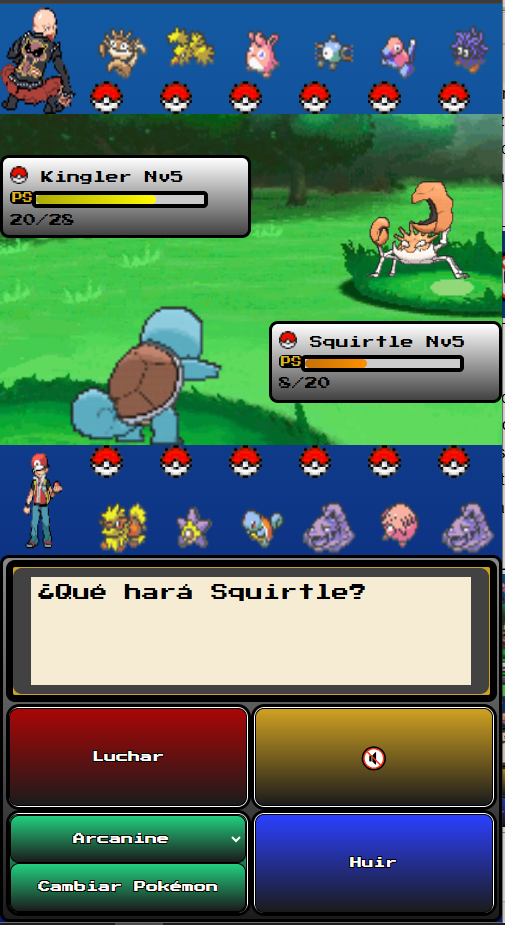 Kingler Nv5
PS
20/28
Squirtle Nv5
PS
8/20
¿Qué hará Squirtle?
Luchar
Arcanine
Cambiar Pokémon
Huir